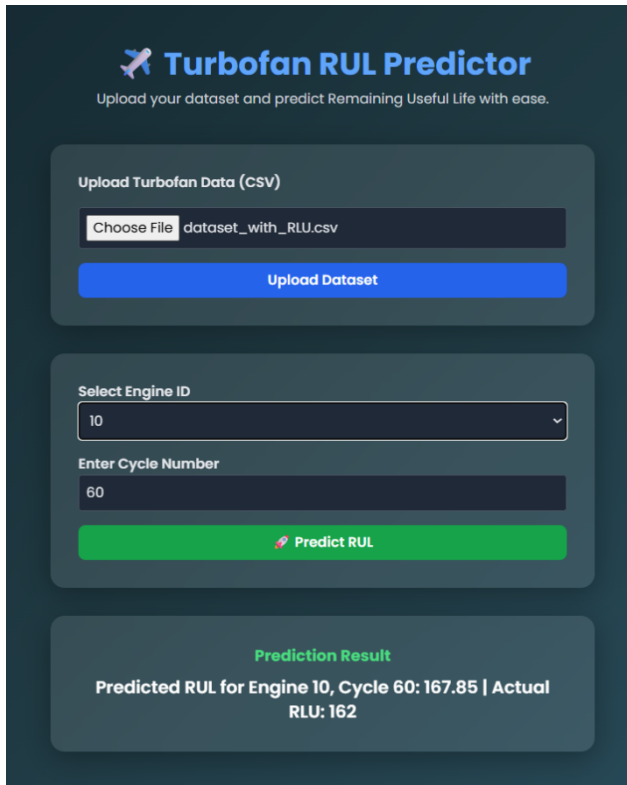 Turbofan RUL Predictor
Upload your dataset and predict Remaining Useful Life with ease.
Upload Turbofan Data (CSV)
Choose File dataset_with_RLU.csv
Upload Dataset
Select Engine ID
10
Enter Cycle Number
60
Predict RUL
Prediction Result
Predicted RUL for Engine 10, Cycle 60: 167.85 | Actual
RLU: 162